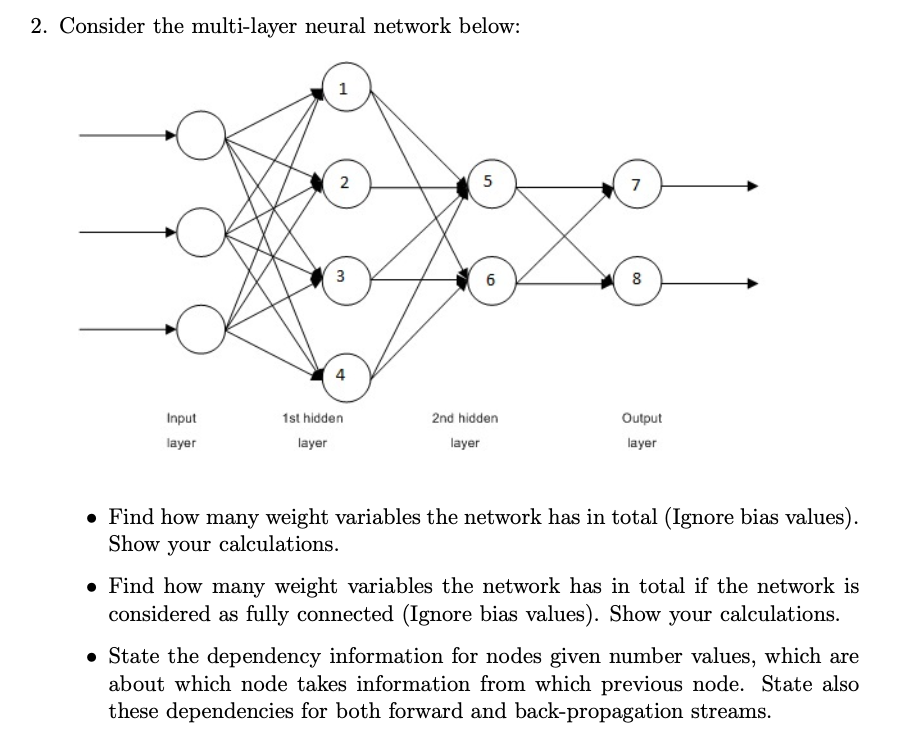 2. Consider the multi-layer neural network below:
1
2
3
4
5
6
7
8
Input
layer
1st hidden
layer
2nd hidden
layer
Output
layer
• Find how many weight variables the network has in total (Ignore bias values).
Show your calculations.
• Find how many weight variables the network has in total if the network is
considered as fully connected (Ignore bias values). Show your calculations.
• State the dependency information for nodes given number values, which are
about which node takes information from which previous node. State also
these dependencies for both forward and back-propagation streams.